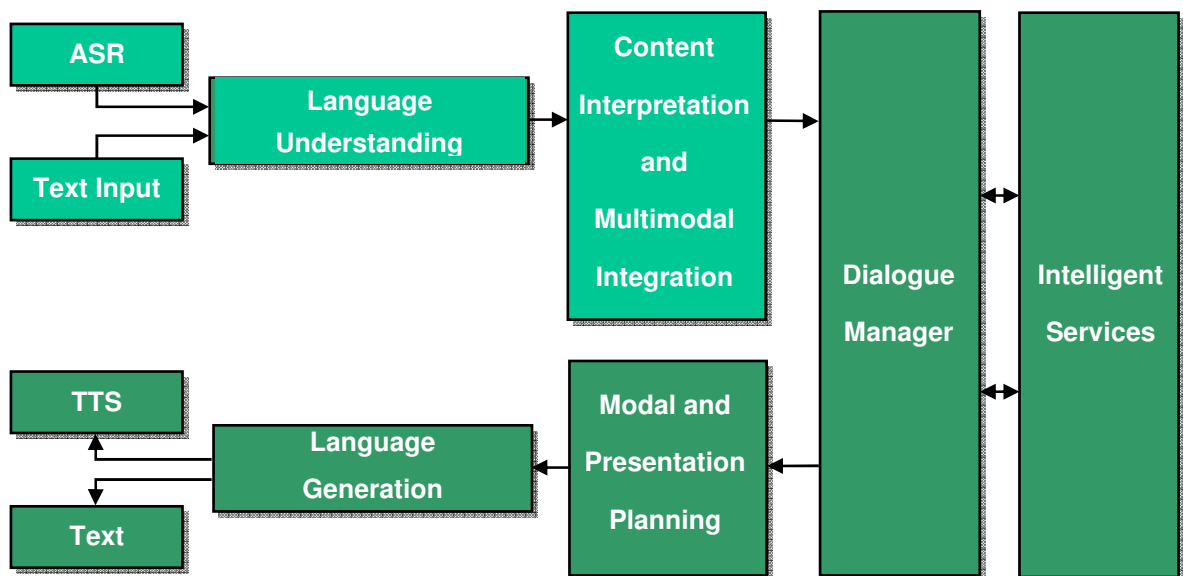 ASR
Text Input
Language
Understanding
Content
Interpretation
and
Multimodal
Integration
Dialogue
Manager
Intelligent
Services
TTS
Text
Language
Generation
Modal and
Presentation
Planning